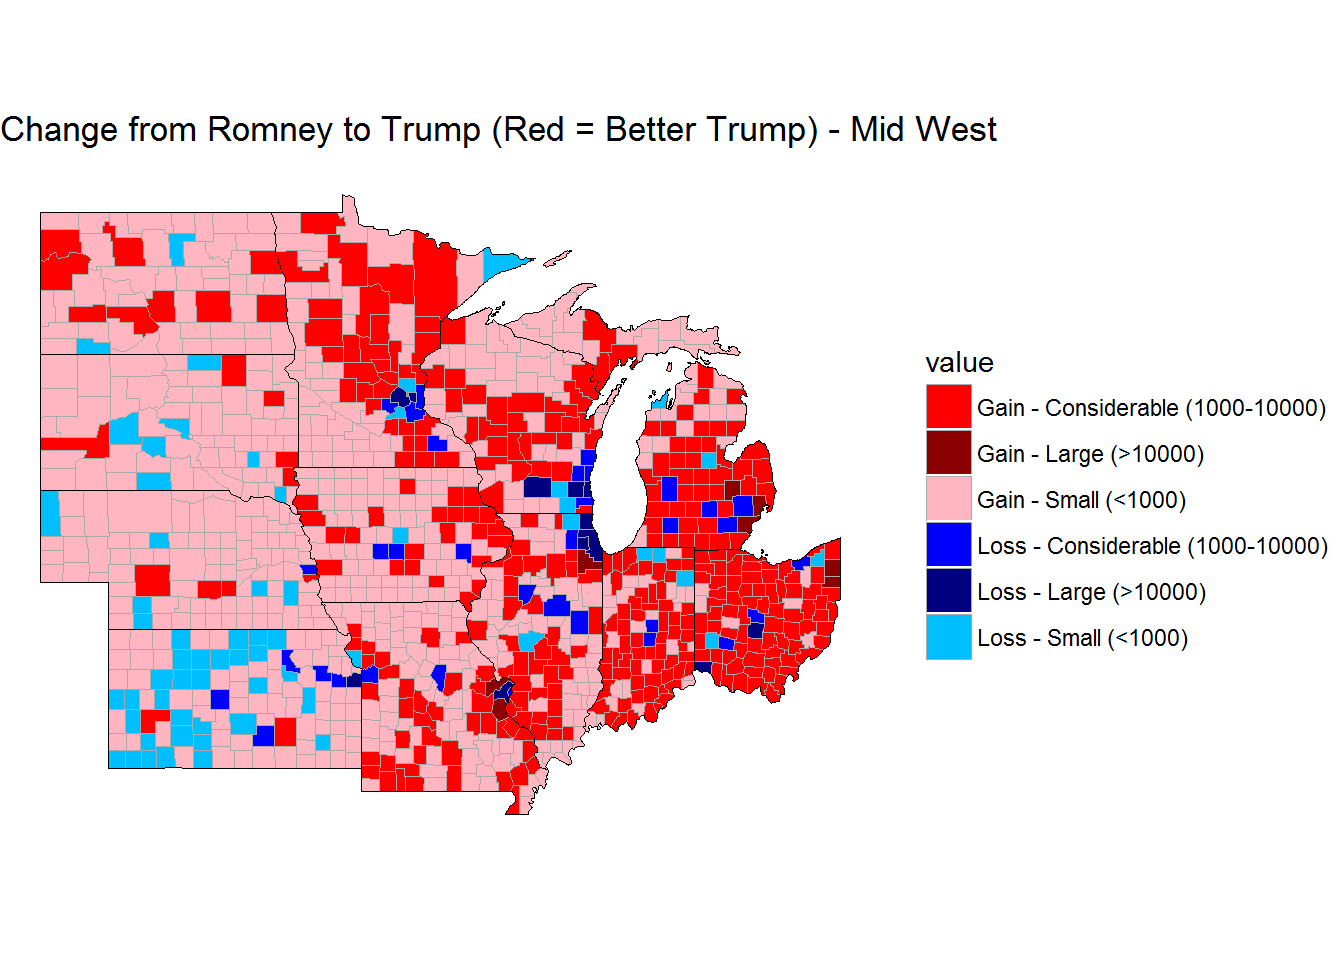 Change from Romney to Trump (Red = Better Trump) - Mid West
value
Gain - Considerable (1000-10000)
Gain - Large (>10000)
Gain - Small (<1000)
Loss - Considerable (1000-10000)
Loss - Large (>10000)
Loss - Small (<1000)